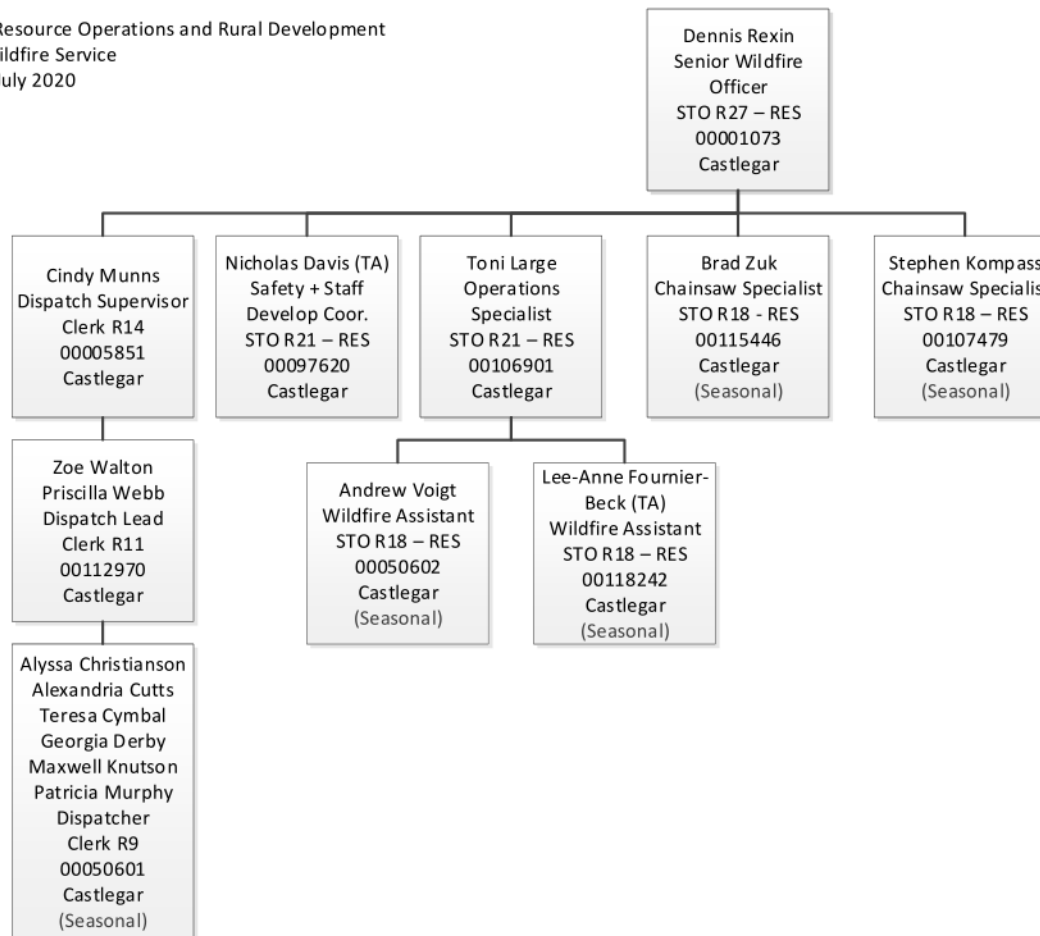 Resource Operations and Rural Development
ildfire Service
July 2020
Dennis Rexin
Senior Wildfire
Officer
STO R27 – RES
00001073
Castlegar
Cindy Munns
Dispatch Supervisor
Clerk R14
00005851
Castlegar
Nicholas Davis (TA)
Safety + Staff
Develop Coor.
STO R21 – RES
00097620
Castlegar
Toni Large
Operations
Specialist
STO R21 – RES
00106901
Castlegar
Brad Zuk
Chainsaw Specialist
STO R18 - RES
00115446
Castlegar
(Seasonal)
Stephen Kompass
Chainsaw Specialis
STO R18 – RES
00107479
Castlegar
(Seasonal)
Zoe Walton
Priscilla Webb
Dispatch Lead
Clerk R11
00112970
Castlegar
Andrew Voigt
Wildfire Assistant
STO R18 – RES
00050602
Castlegar
(Seasonal)
Lee-Anne Fournier-
Beck (TA)
Wildfire Assistant
STO R18 – RES
00118242
Castlegar
(Seasonal)
Alyssa Christianson
Alexandria Cutts
Teresa Cymbal
Georgia Derby
Maxwell Knutson
Patricia Murphy
Dispatcher
Clerk R9
00050601
Castlegar
(Seasonal)